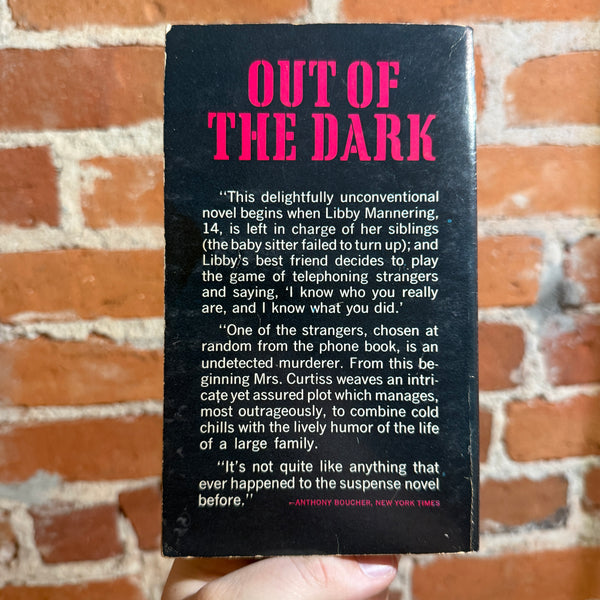 OUT OF
THE DARK
"This delightfully unconventional
novel begins when Libby Mannering,
14, is left in charge of her siblings
(the baby sitter failed to turn up); and
Libby's best friend decides to play
the game of telephoning strangers
and saying, 'I know who you really
are, and I know what you did.'
"One of the strangers, chosen at
random from the phone book, is an
undetected murderer. From this be-
ginning Mrs. Curtiss weaves an intri-
cate yet assured plot which manages,
most outrageously, to combine cold
chills with the lively humor of the life
of a large family.
"It's not quite like anything that
ever happened to the suspense novel
before."
—ANTHONY BOUCHER, NEW YORK TIMES